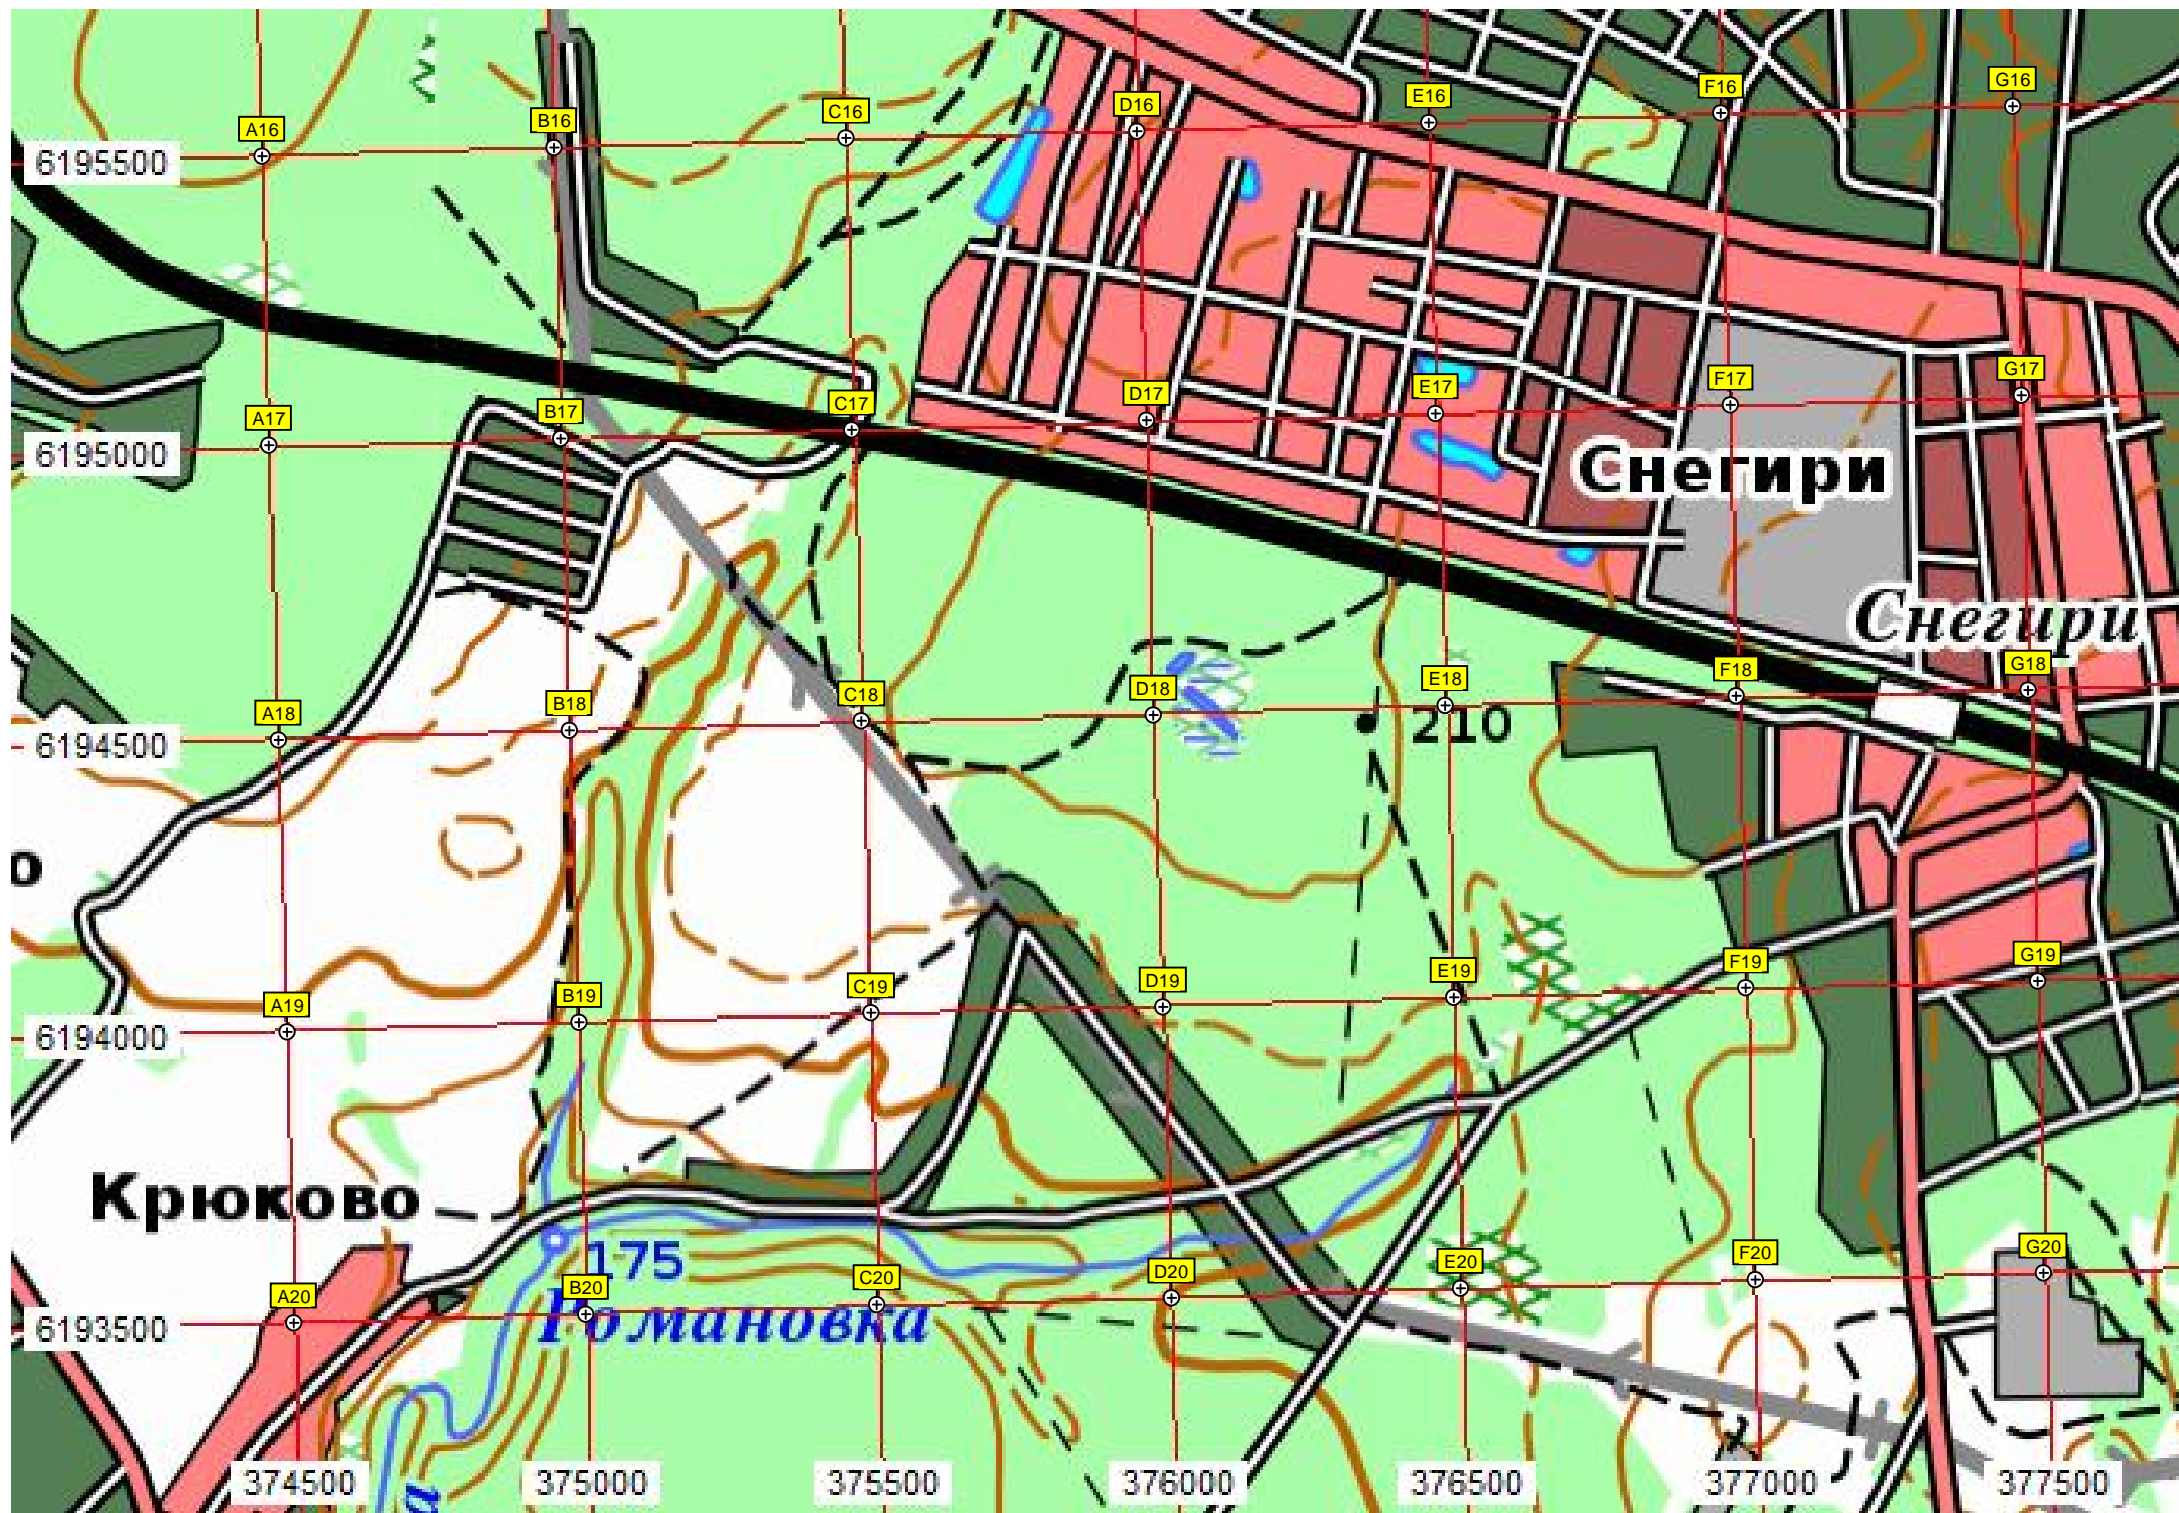 A16 B16 C16 D16 E16 F16 G16
6195500
A17 B17 C17 D17 E17 F17 G17
6195000
Снегири
Снегири
A18 B18 C18 D18 E18 F18 G18
6194500
210
о
A19 B19 C19 D19 E19 F19 G19
6194000
Крюково
175
A20 B20 C20 D20 E20 F20 G20
6193500
Романовка
374500 375000 375500 376000 376500 377000 377500
а